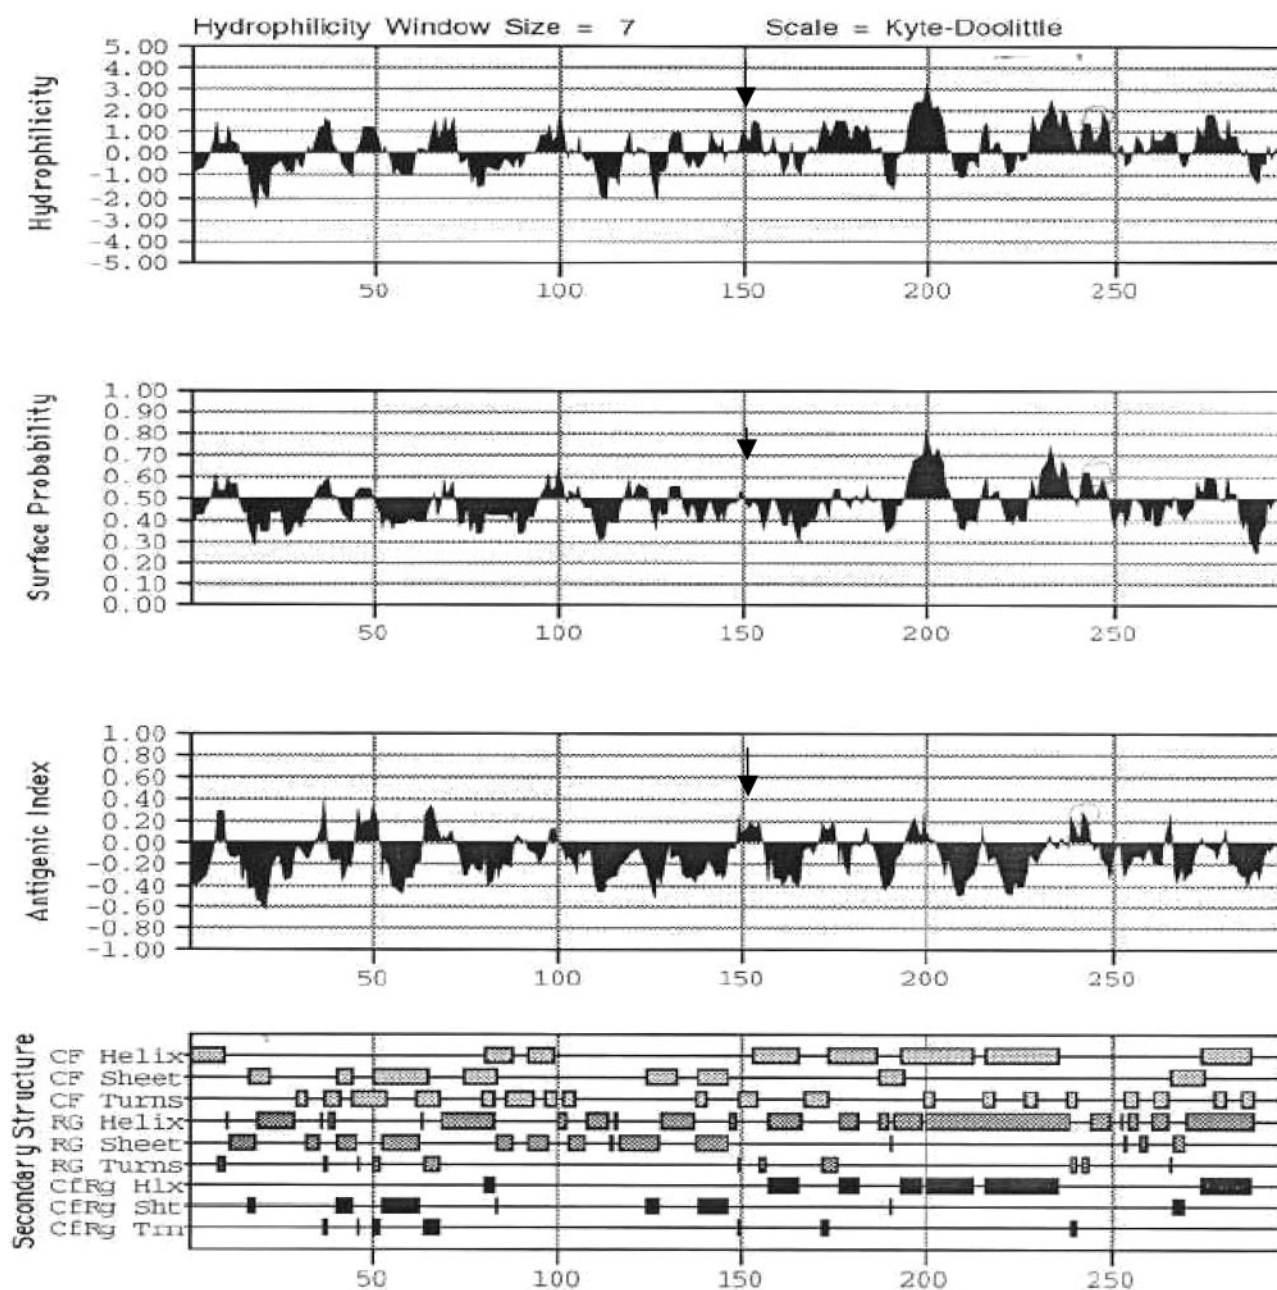 Hydrophilicity Window Size = 7 Scale = Kyte-Doolittle
Hydrophilicity
5.00
4.00
3.00
2.00
1.00
0.00
-1.00
-2.00
-3.00
-4.00
-5.00
50 100 150 200 250
Surface Probability
1.00
0.90
0.80
0.70
0.60
0.50
0.40
0.30
0.20
0.10
0.00
50 100 150 200 250
Antigenic Index
1.00
0.80
0.60
0.40
0.20
0.00
-0.20
-0.40
-0.60
-0.80
-1.00
50 100 150 200 250
Secondary Structure
CF Helix
CF Sheet
CF Turns
RG Helix
RG Sheet
RG Turns
CfRg Hlx
CfRg Sht
CfRg Trn
50 100 150 200 250